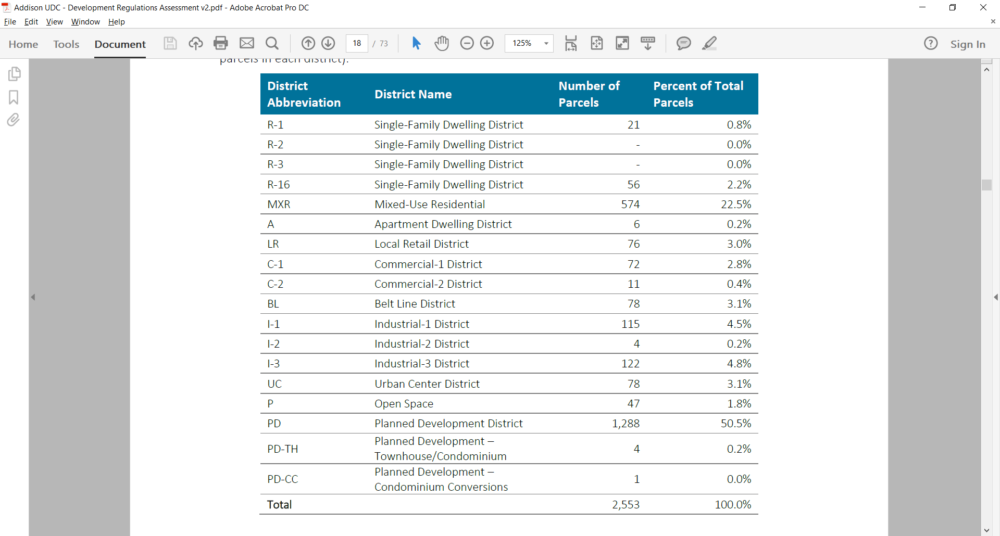 Addison UDC - Development Regulations Assessment v2.pdf - Adobe Acrobat Pro DC
File Edit View Window Help
Home Tools Document 18 / 73 125% Sign In
parcels in each district).
District Abbreviation District Name Number of Parcels Percent of Total Parcels
R-1 Single-Family Dwelling District 21 0.8%
R-2 Single-Family Dwelling District - 0.0%
R-3 Single-Family Dwelling District - 0.0%
R-16 Single-Family Dwelling District 56 2.2%
MXR Mixed-Use Residential 574 22.5%
A Apartment Dwelling District 6 0.2%
LR Local Retail District 76 3.0%
C-1 Commercial-1 District 72 2.8%
C-2 Commercial-2 District 11 0.4%
BL Belt Line District 78 3.1%
I-1 Industrial-1 District 115 4.5%
I-2 Industrial-2 District 4 0.2%
I-3 Industrial-3 District 122 4.8%
UC Urban Center District 78 3.1%
P Open Space 47 1.8%
PD Planned Development District 1,288 50.5%
PD-TH Planned Development – Townhouse/Condominium 4 0.2%
PD-CC Planned Development – Condominium Conversions 1 0.0%
Total 2,553 100.0%